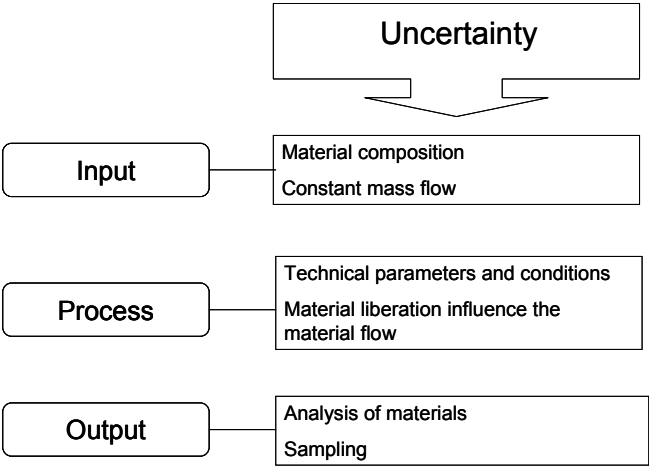 Uncertainty
Input
Material composition
Constant mass flow
Process
Technical parameters and conditions
Material liberation influence the
material flow
Output
Analysis of materials
Sampling